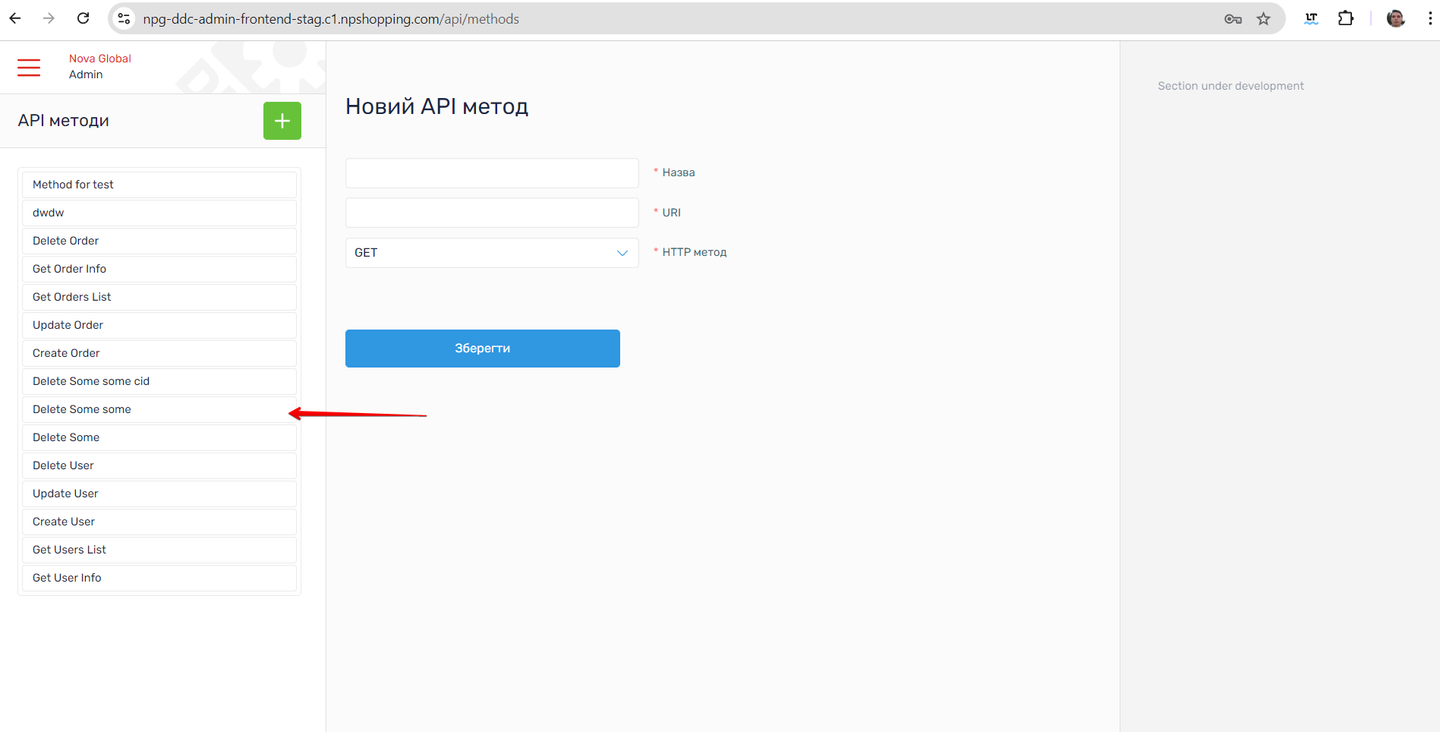 npg-ddc-admin-frontend-stag.c1.npshopping.com/api/methods
LT
Nova Global
Admin
API методи
Method for test
dwdw
Delete Order
Get Order Info
Get Orders List
Update Order
Create Order
Delete Some some cid
Delete Some some
Delete Some
Delete User
Update User
Create User
Get Users List
Get User Info
Новий API метод
* Назва
* URI
GET
* HTTP метод
Зберегти
Section under development